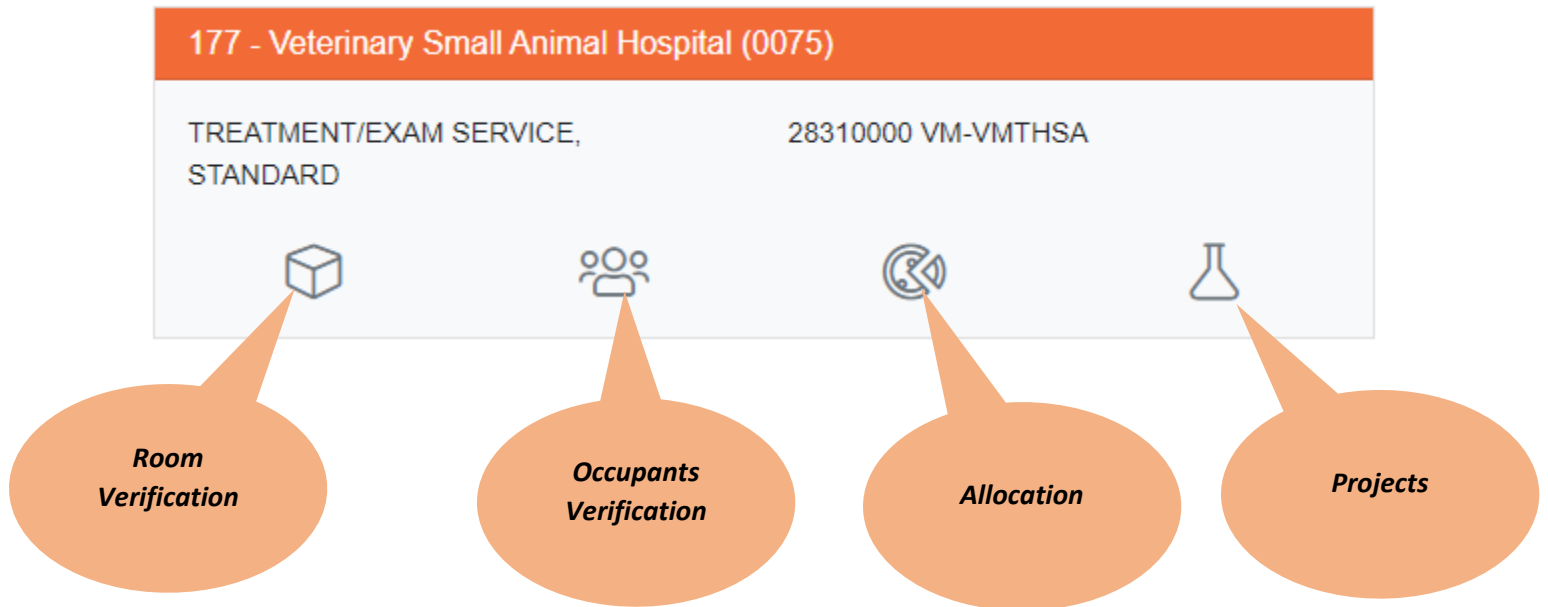 177 - Veterinary Small Animal Hospital (0075)
TREATMENT/EXAM SERVICE,
STANDARD
28310000 VM-VMTHSA
Room
Verification
Occupants
Verification
Allocation
Projects